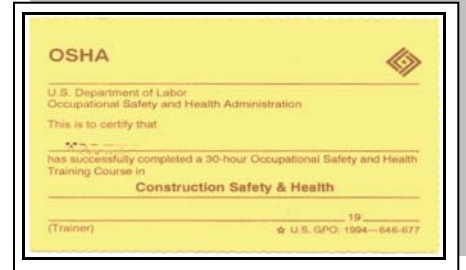 OSHA
U.S. Department of Labor
Occupational Safety and Health Administration
This is to certify that
has successfully completed a 30-hour Occupational Safety and Health
Training Course in
Construction Safety & Health
19
(Trainer)
☆ U.S. GPO: 1994—646-677